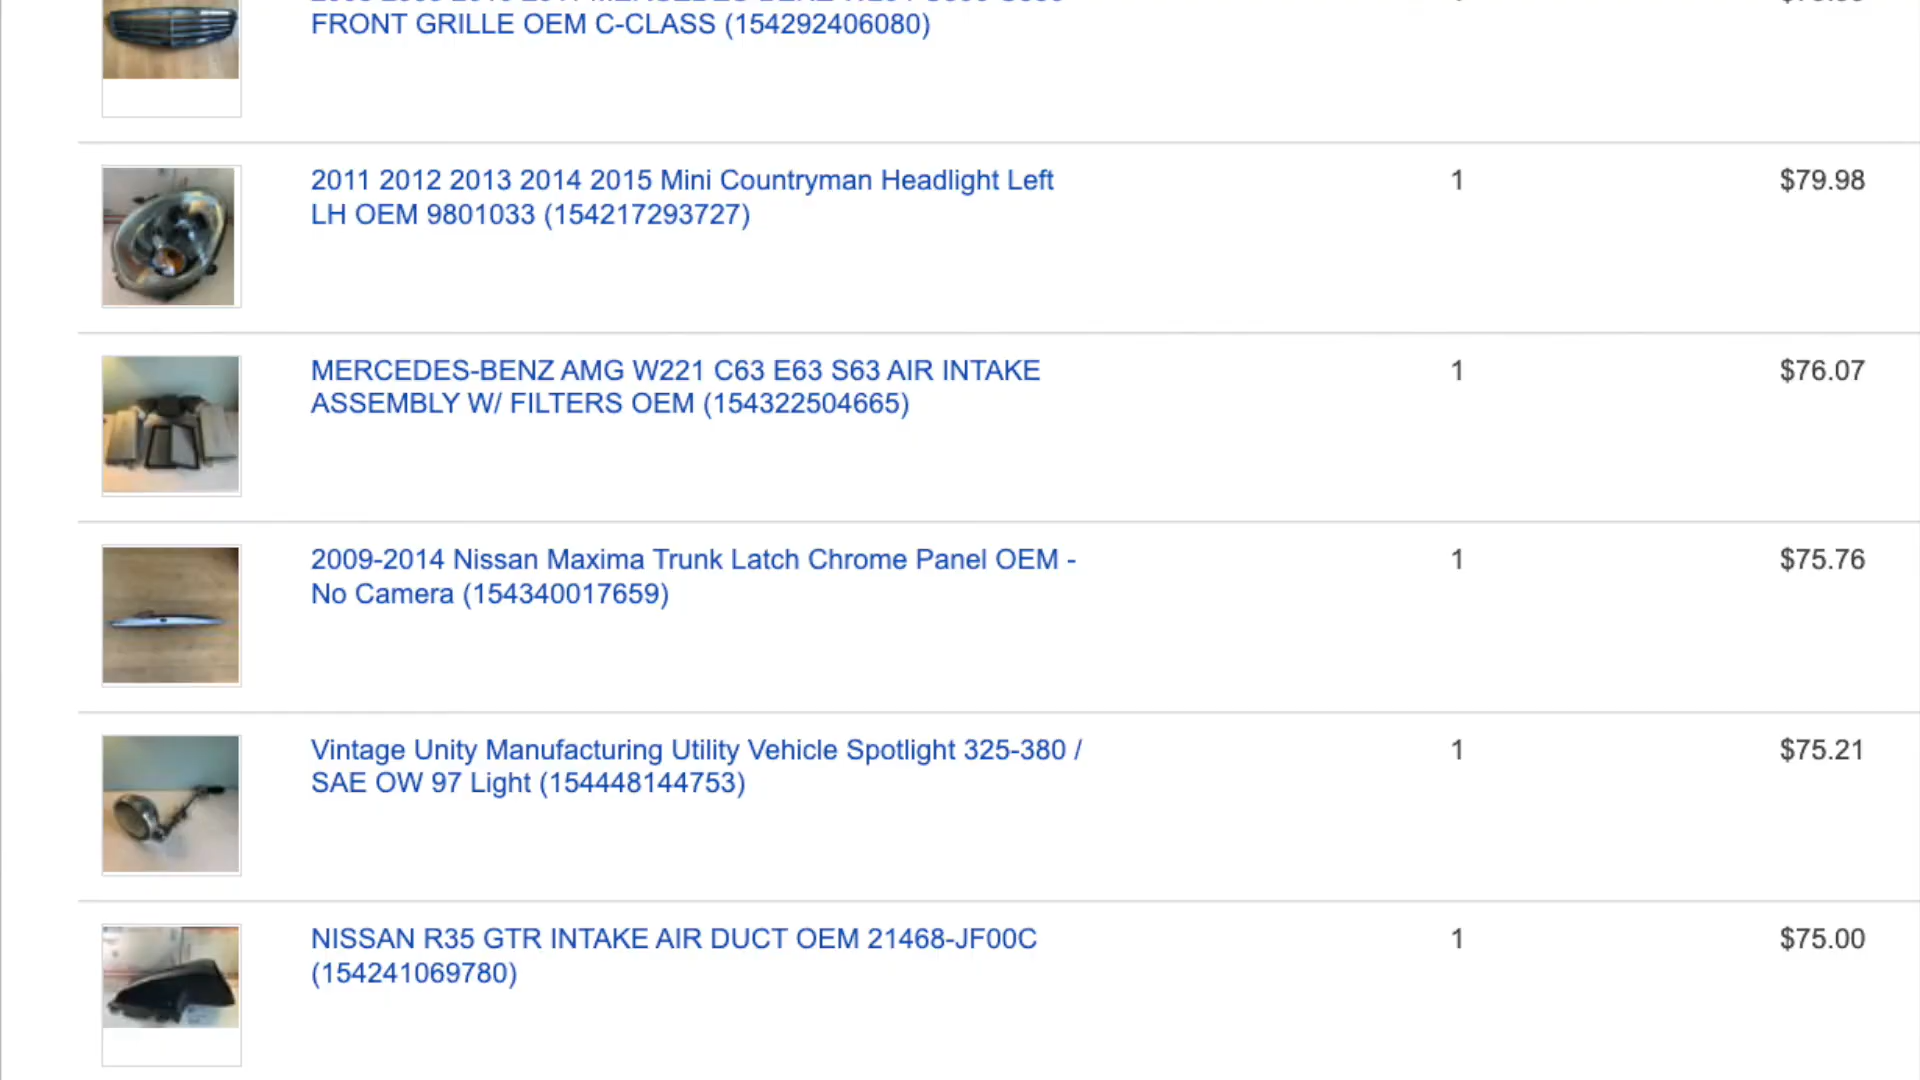 FRONT GRILLE OEM C-CLASS (154292406080)
2011 2012 2013 2014 2015 Mini Countryman Headlight Left
LH OEM 9801033 (154217293727)
1
$79.98
MERCEDES-BENZ AMG W221 C63 E63 S63 AIR INTAKE
ASSEMBLY W/ FILTERS OEM (154322504665)
1
$76.07
2009-2014 Nissan Maxima Trunk Latch Chrome Panel OEM -
No Camera (154340017659)
1
$75.76
Vintage Unity Manufacturing Utility Vehicle Spotlight 325-380 /
SAE OW 97 Light (154448144753)
1
$75.21
NISSAN R35 GTR INTAKE AIR DUCT OEM 21468-JF00C
(154241069780)
1
$75.00